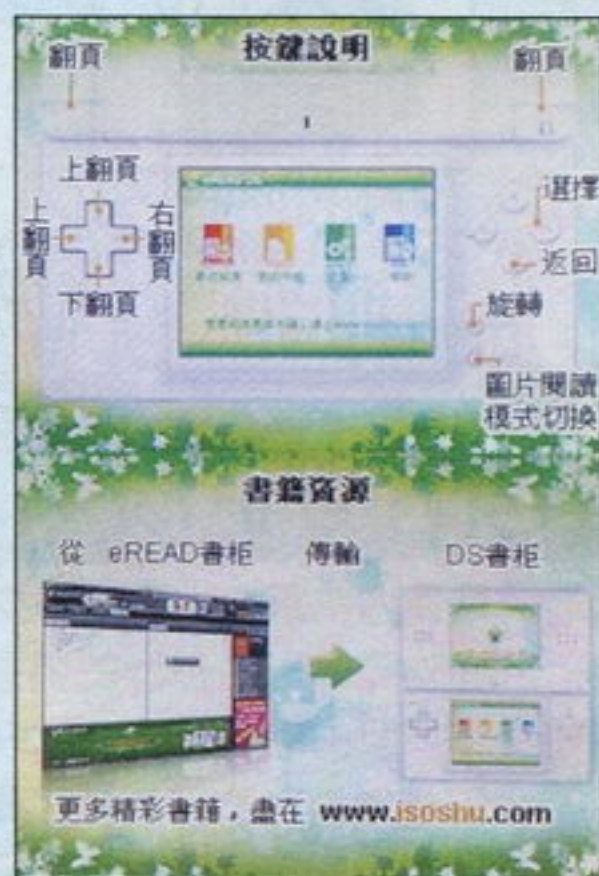 按鍵說明
翻頁
翻頁
上翻頁
上翻頁
右翻頁
下翻頁
選擇
返回
旋轉
圖片閱讀
模式切換
書籍資源
從 eREAD書柜 傳輸 DS書柜
更多精彩書籍，盡在 www.isoshu.com